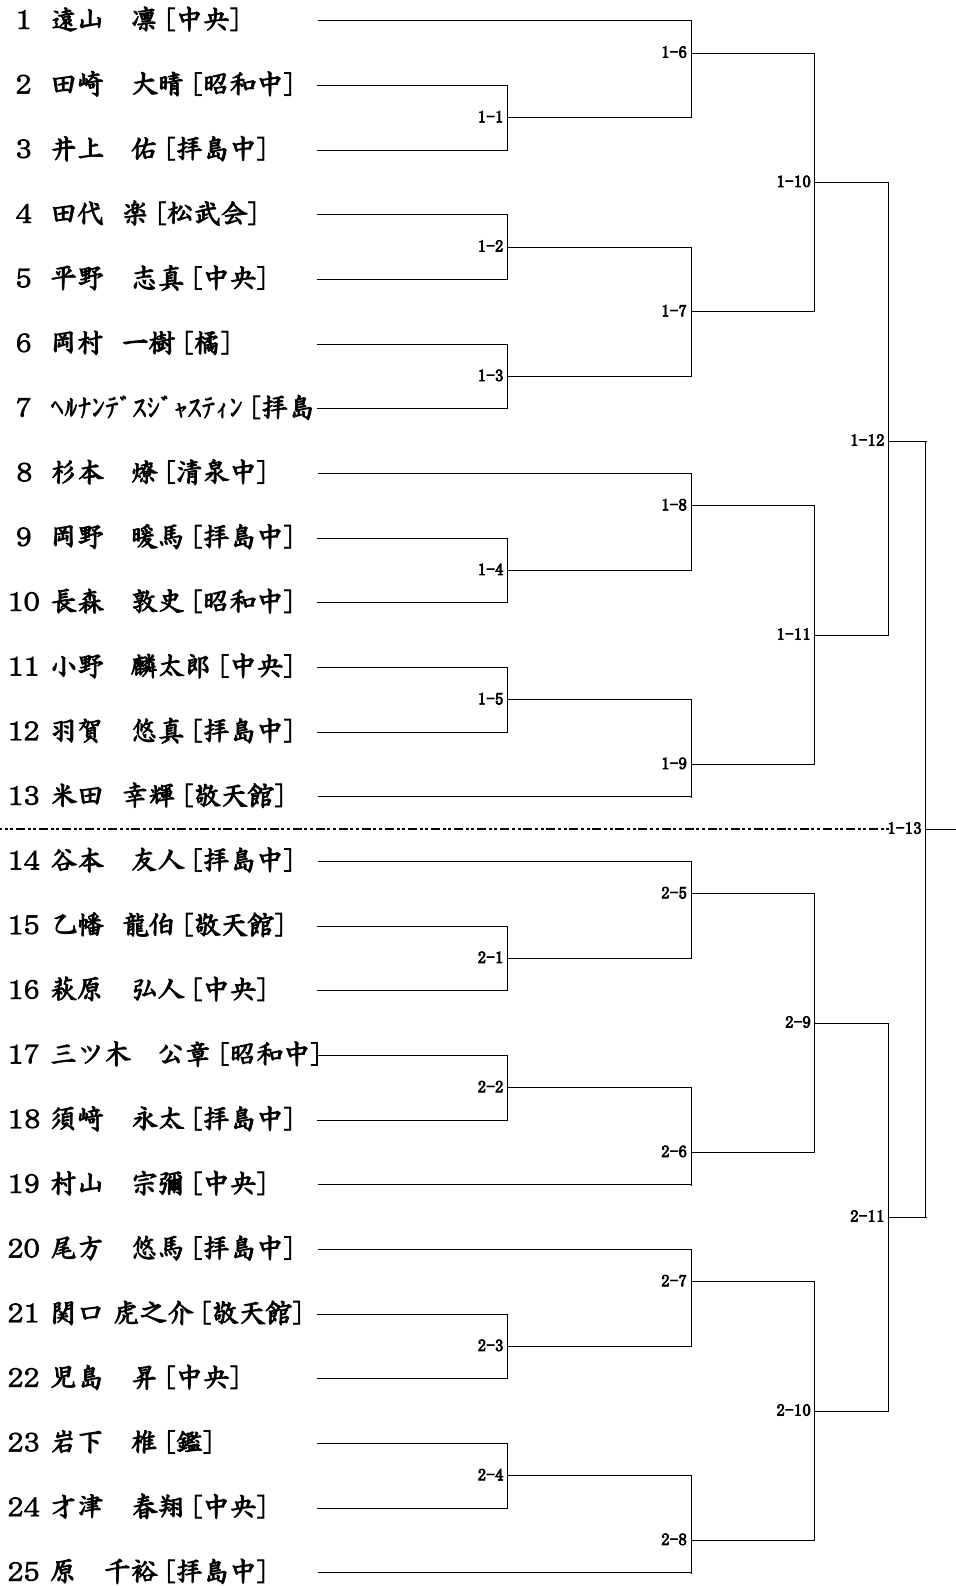 1 遠山　凛 [中央]
1-6
2 田崎　大晴 [昭和中]
1-1
3 井上　佑 [拝島中]
1-10
4 田代 楽 [松武会]
1-2
5 平野　志真 [中央]
1-7
6 岡村 一樹 [橘]
1-3
7 ﾍﾙﾅﾝﾃﾞｽｼﾞｬｽﾃｨﾝ [拝島
1-12
8 杉本　燎 [清泉中]
1-8
9 岡野　暖馬 [拝島中]
1-4
10 長森　敦史 [昭和中]
1-11
11 小野　麟太郎 [中央]
1-5
12 羽賀　悠真 [拝島中]
1-9
13 米田 幸輝 [敬天館]
1-13
14 谷本　友人 [拝島中]
2-5
15 乙幡 龍伯 [敬天館]
2-1
16 萩原　弘人 [中央]
2-9
17 三ツ木　公章 [昭和中]
2-2
18 須﨑　永太 [拝島中]
2-6
19 村山　宗彌 [中央]
2-11
20 尾方　悠馬 [拝島中]
2-7
21 関口 虎之介 [敬天館]
2-3
22 児島　昇 [中央]
2-10
23 岩下　椎 [鑑]
2-4
24 才津　春翔 [中央]
2-8
25 原　千裕 [拝島中]